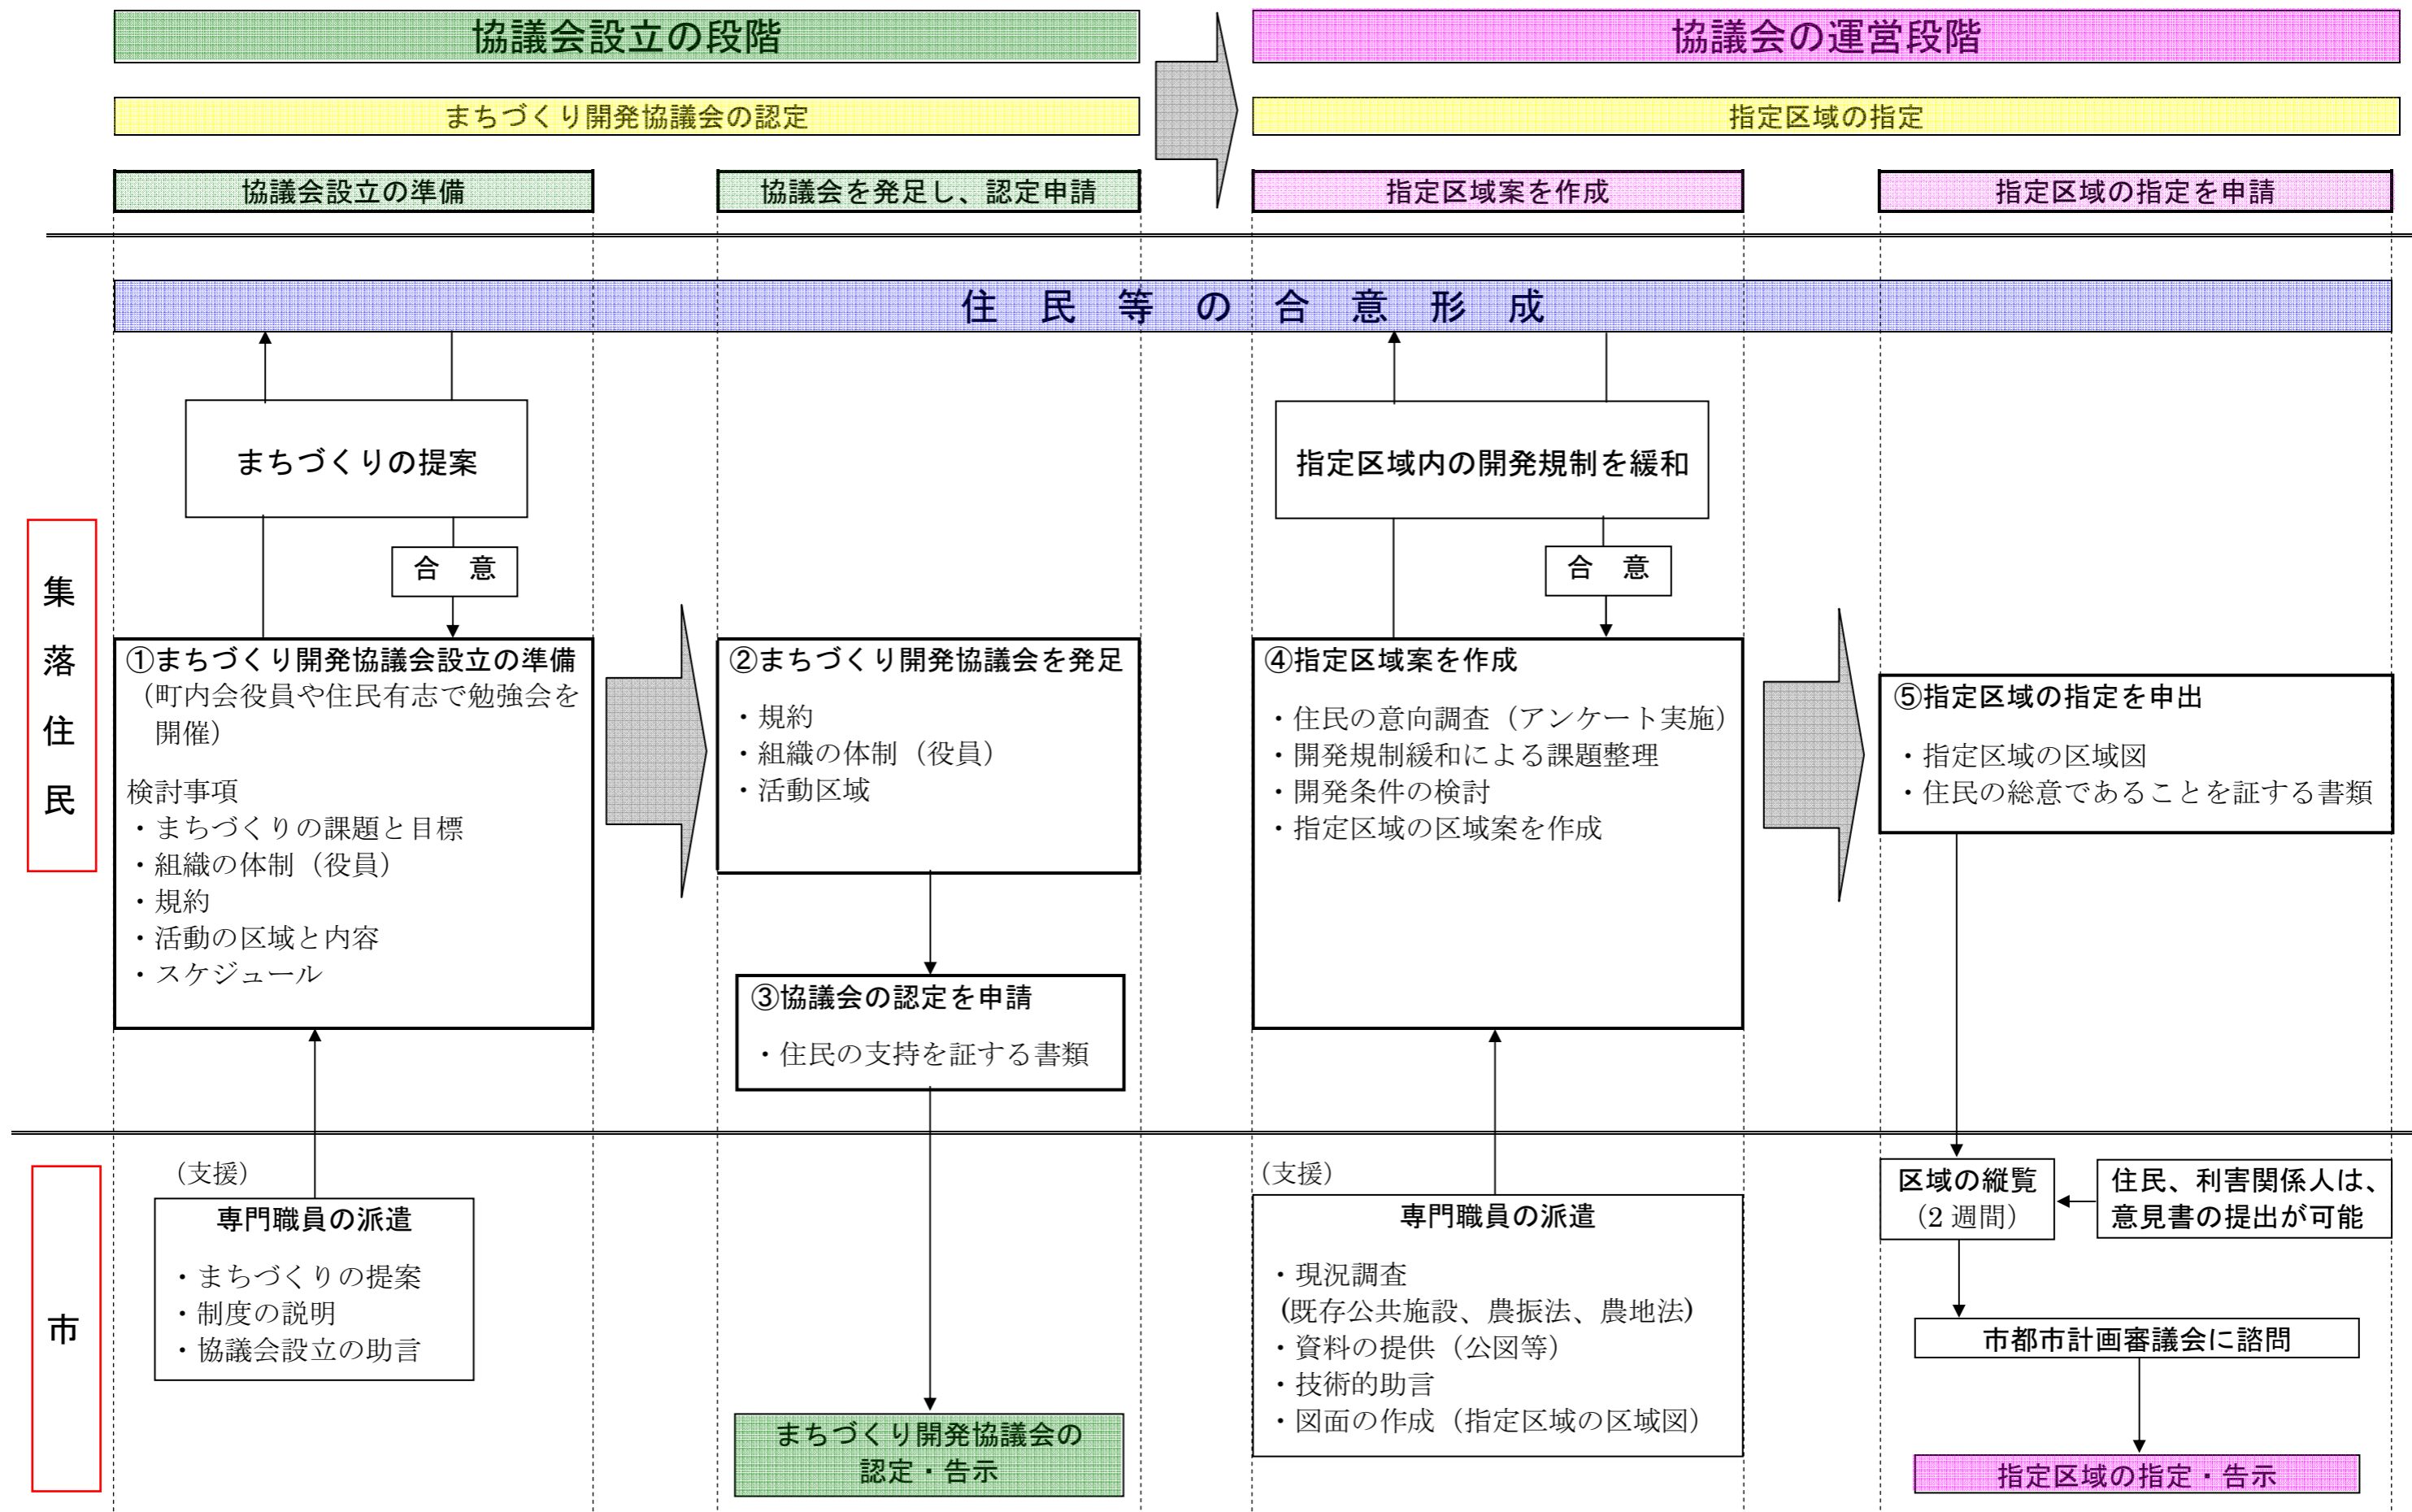 協議会設立の段階
協議会の運営段階
まちづくり開発協議会の認定
指定区域の指定
協議会設立の準備
協議会を発足し、認定申請
指定区域案を作成
指定区域の指定を申請
住民等の合意形成
集落住民
まちづくりの提案
合　意
①まちづくり開発協議会設立の準備
（町内会役員や住民有志で勉強会を
開催）
検討事項
・まちづくりの課題と目標
・組織の体制（役員）
・規約
・活動の区域と内容
・スケジュール
②まちづくり開発協議会を発足
・規約
・組織の体制（役員）
・活動区域
③協議会の認定を申請
・住民の支持を証する書類
指定区域内の開発規制を緩和
合　意
④指定区域案を作成
・住民の意向調査（アンケート実施）
・開発規制緩和による課題整理
・開発条件の検討
・指定区域の区域案を作成
⑤指定区域の指定を申出
・指定区域の区域図
・住民の総意であることを証する書類
市
（支援）
専門職員の派遣
・まちづくりの提案
・制度の説明
・協議会設立の助言
まちづくり開発協議会の
認定・告示
（支援）
専門職員の派遣
・現況調査
(既存公共施設、農振法、農地法)
・資料の提供（公図等）
・技術的助言
・図面の作成（指定区域の区域図）
区域の縦覧
（2 週間）
住民、利害関係人は、
意見書の提出が可能
市都市計画審議会に諮問
指定区域の指定・告示